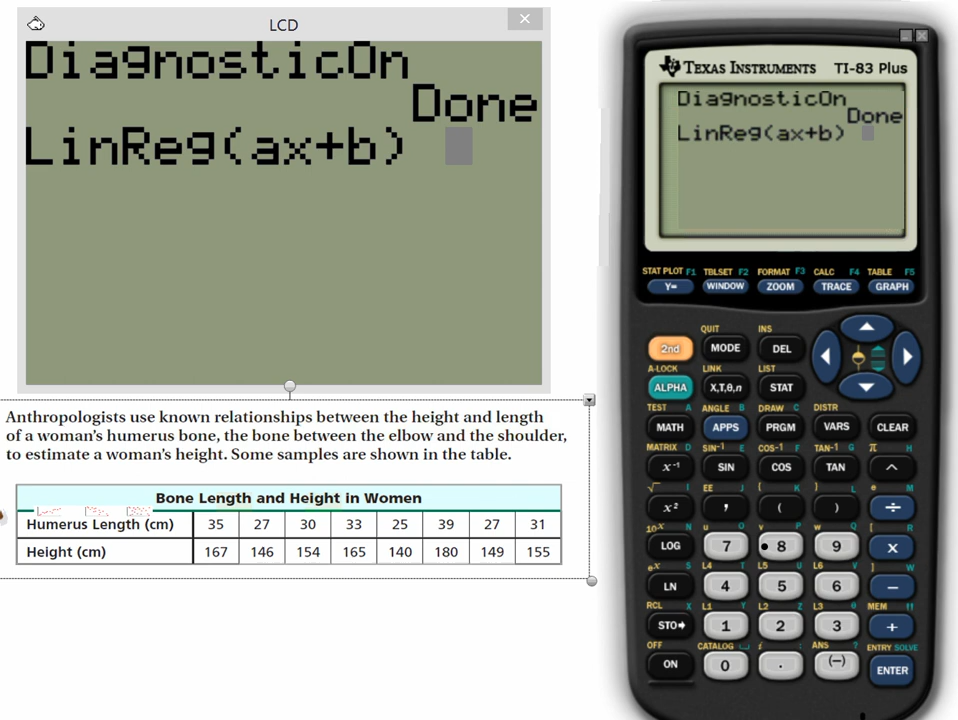 LCD
DiagnosticOn
Done
LinReg(ax+b)
Anthropologists use known relationships between the height and length
of a woman's humerus bone, the bone between the elbow and the shoulder,
to estimate a woman's height. Some samples are shown in the table.
Bone Length and Height in Women
Humerus Length (cm) 35 27 30 33 25 39 27 31
Height (cm) 167 146 154 165 140 180 149 155
TEXAS INSTRUMENTS TI-83 Plus
DiagnosticOn
Done
LinReg(ax+b)
STAT PLOT F1 TBLSET F2 FORMAT F3 CALC F4 TABLE F5
Y= WINDOW ZOOM TRACE GRAPH
QUIT INS
2nd MODE DEL
A-LOCK LINK LIST
ALPHA X,T,θ,n STAT
TEST A ANGLE B DRAW C DISTR
MATH APPS PRGM VARS CLEAR
MATRIX D SIN-1 E COS-1 F TAN-1 G π H
x-1 SIN COS TAN ^
√ I EE J { K } L e M
x² , ( ) ÷
10x N u O v P w Q [ R
LOG 7 8 9 x
ex S L4 T L5 U L6 V ] W
LN 4 5 6 −
RCL X L1 Y L2 Z L3 θ MEM "
STO➔ 1 2 3 +
OFF CATALOG i : ANS ? ENTRY SOLVE
ON 0 . (−) ENTER